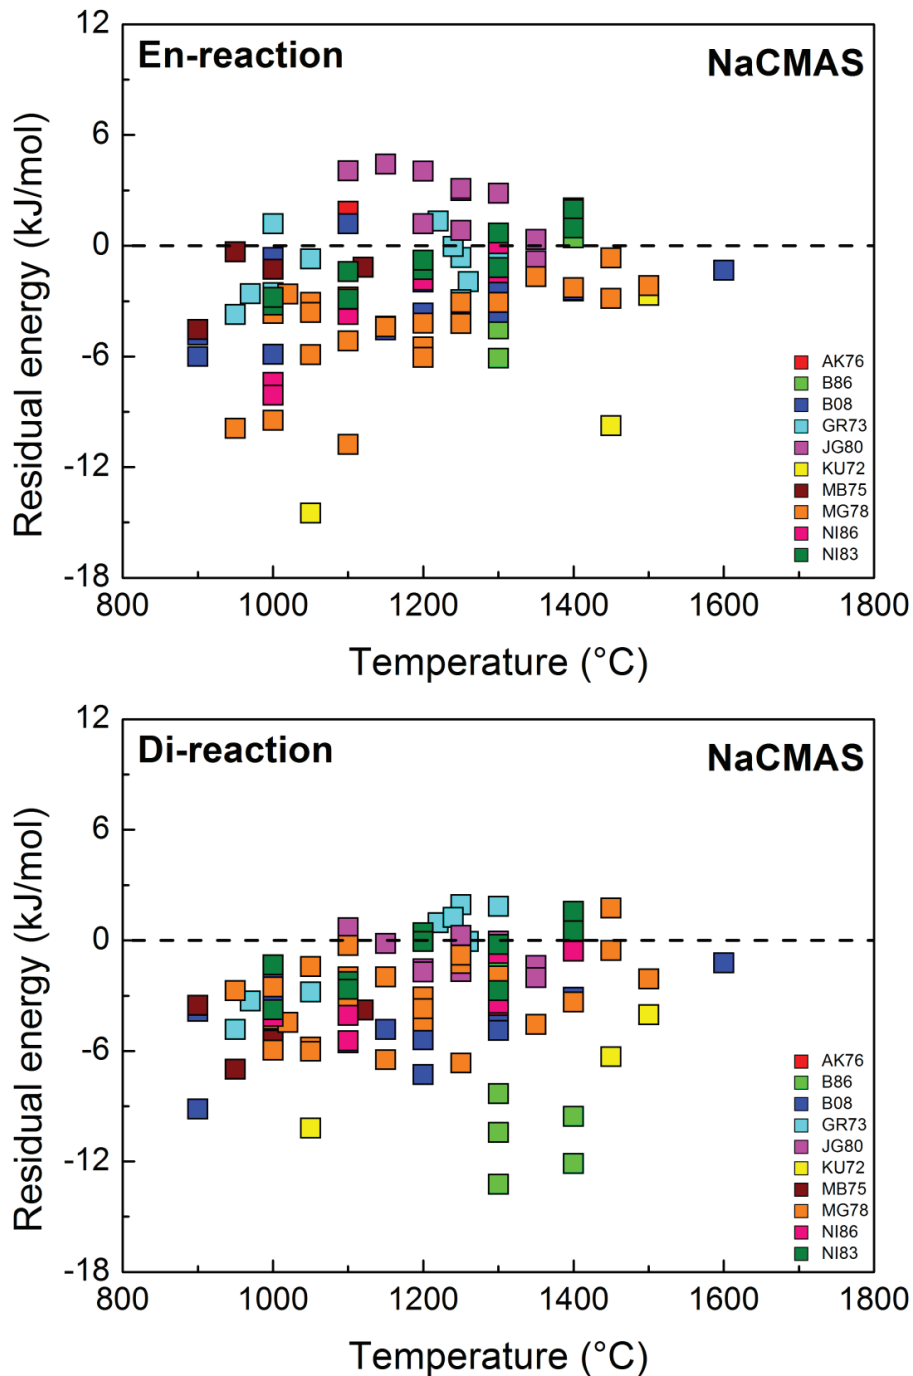 En-reaction
NaCMAS
12
6
0
-6
-12
-18
Residual energy (kJ/mol)
AK76
B86
B08
GR73
JG80
KU72
MB75
MG78
NI86
NI83
800 1000 1200 1400 1600 1800
Temperature (°C)
Di-reaction
NaCMAS
12
6
0
-6
-12
-18
Residual energy (kJ/mol)
AK76
B86
B08
GR73
JG80
KU72
MB75
MG78
NI86
NI83
800 1000 1200 1400 1600 1800
Temperature (°C)